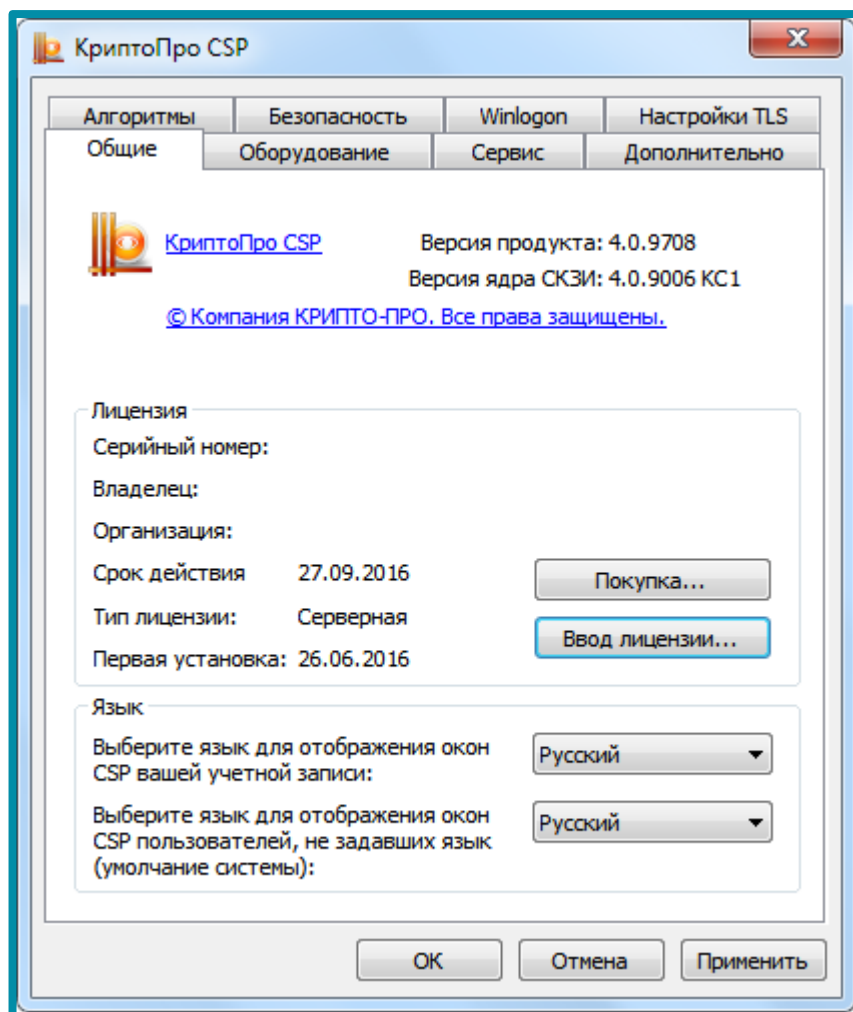 КриптоПро CSP
Алгоритмы Безопасность Winlogon Настройки TLS
Общие Оборудование Сервис Дополнительно
КриптоПро CSP Версия продукта: 4.0.9708
Версия ядра СКЗИ: 4.0.9006 КС1
© Компания КРИПТО-ПРО. Все права защищены.
Лицензия
Серийный номер:
Владелец:
Организация:
Срок действия 27.09.2016 Покупка...
Тип лицензии: Серверная
Ввод лицензии...
Первая установка: 26.06.2016
Язык
Выберите язык для отображения окон
CSP вашей учетной записи:
Русский
Выберите язык для отображения окон
CSP пользователей, не задавших язык
(умолчание системы):
Русский
ОК Отмена Применить